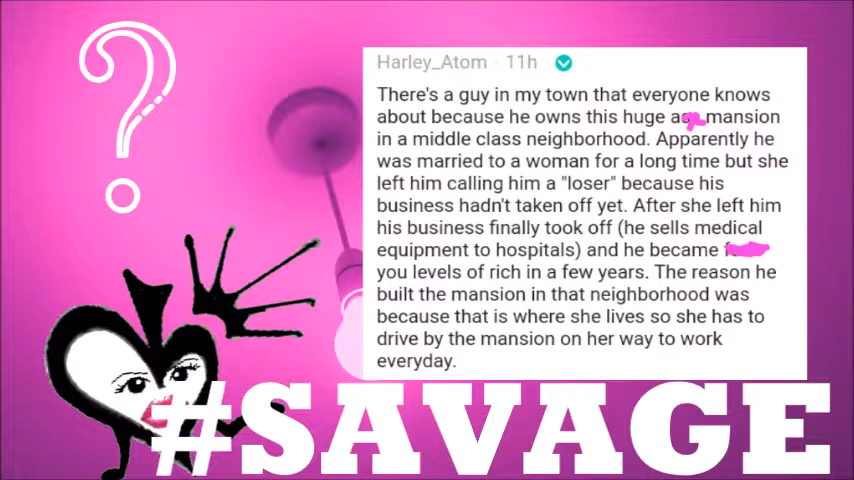 ?
Harley_Atom · 11h
There's a guy in my town that everyone knows
about because he owns this huge mansion
in a middle class neighborhood. Apparently he
was married to a woman for a long time but she
left him calling him a "loser" because his
business hadn't taken off yet. After she left him
his business finally took off (he sells medical
equipment to hospitals) and he became
you levels of rich in a few years. The reason he
built the mansion in that neighborhood was
because that is where she lives so she has to
drive by the mansion on her way to work
everyday.
#SAVAGE